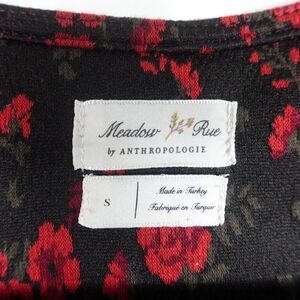 Meadow Rue
by ANTHROPOLOGIE
S
Made in Turkey
Fabriqué en Turquie